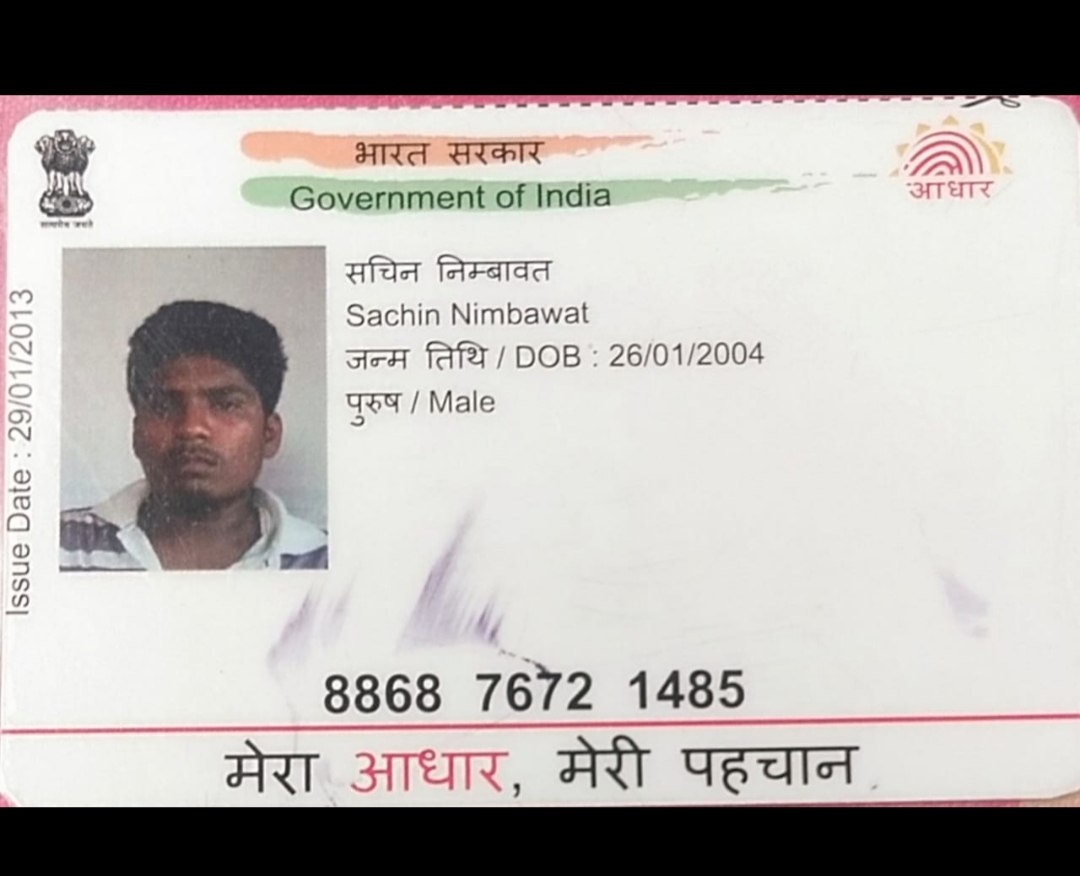 भारत सरकार
Government of India
आधार
सत्यमेव जयते
Issue Date : 29/01/2013
सचिन निम्बावत
Sachin Nimbawat
जन्म तिथि / DOB : 26/01/2004
पुरुष / Male
8868 7672 1485
मेरा आधार, मेरी पहचान